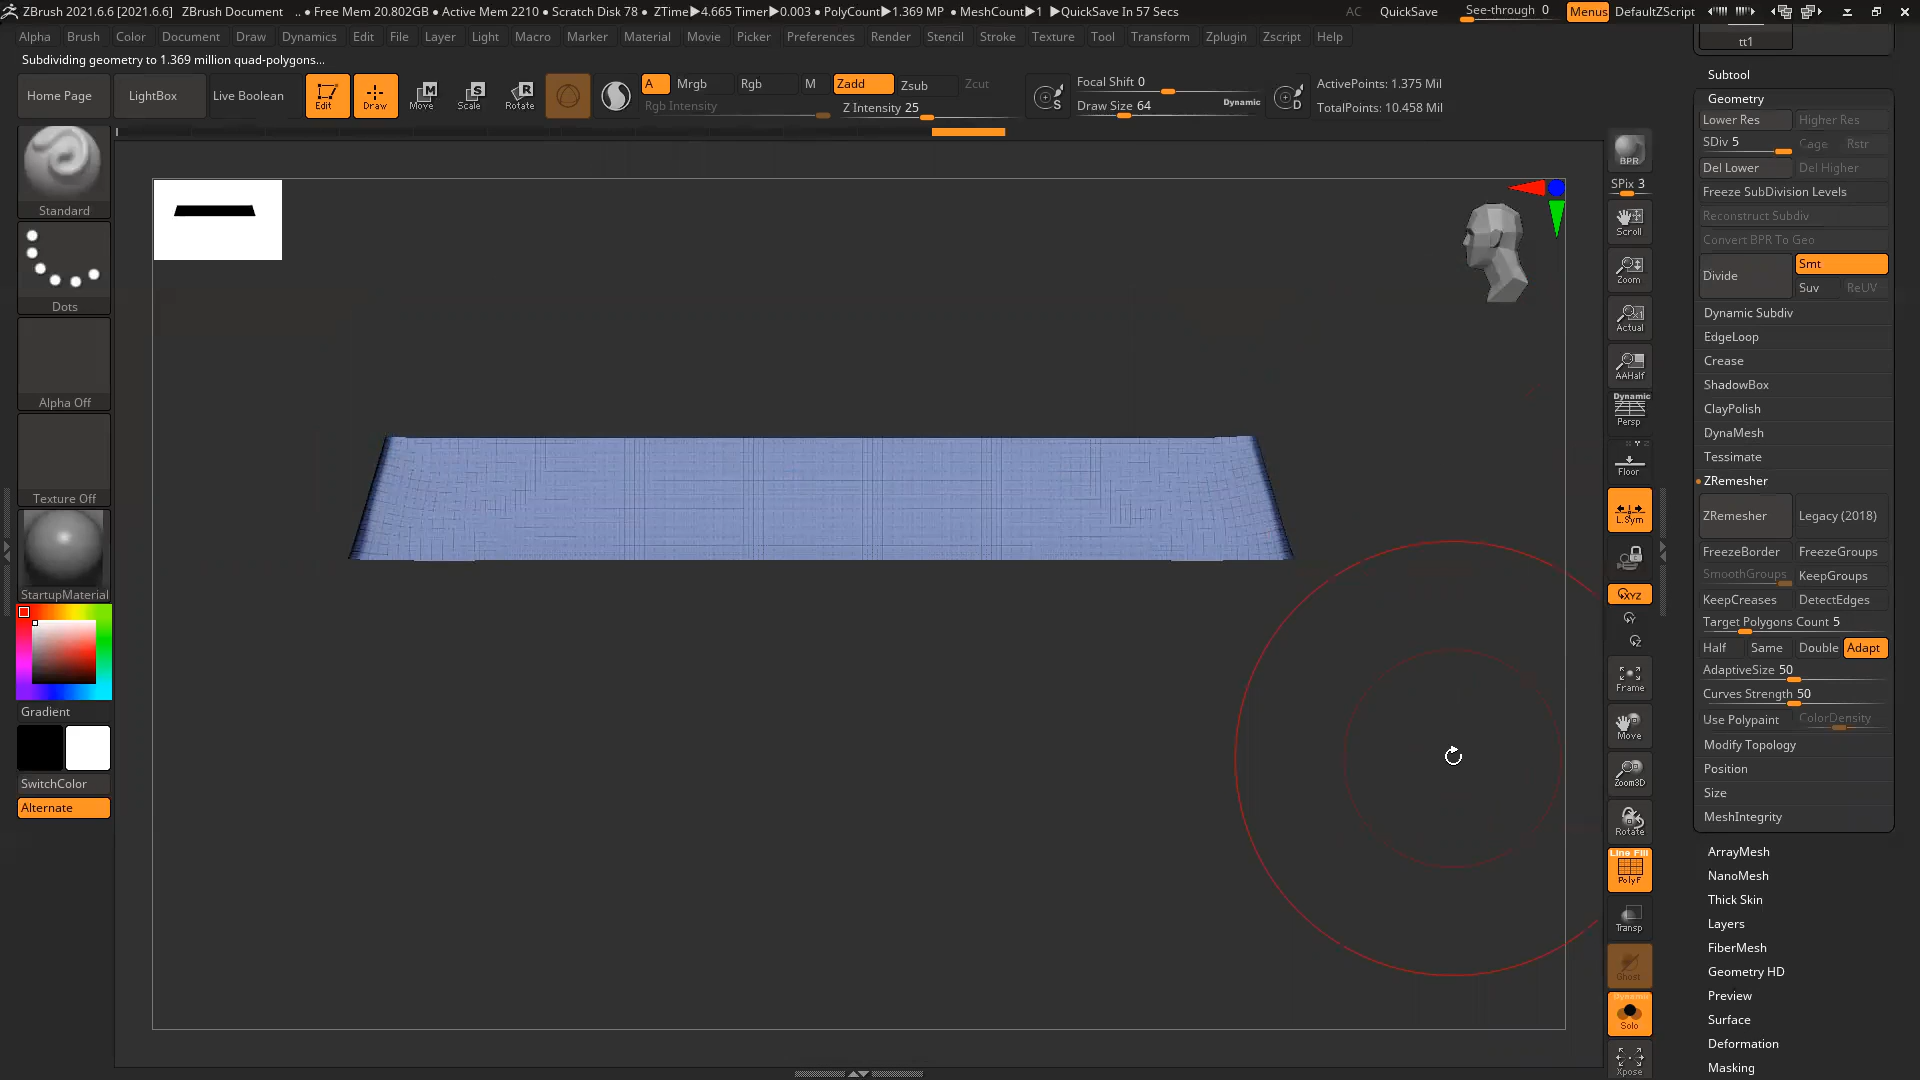 ZBrush 2021.6.6 [2021.6.6] ZBrush Document .. • Free Mem 20.802GB • Active Mem 2210 • Scratch Disk 78 • ZTime▶4.665 Timer▶0.003 • PolyCount▶1.369 MP • MeshCount▶1 ▶QuickSave In 57 Secs AC QuickSave See-through 0 Menus DefaultZScript
Alpha Brush Color Document Draw Dynamics Edit File Layer Light Macro Marker Material Movie Picker Preferences Render Stencil Stroke Texture Tool Transform Zplugin Zscript Help
tt1
Subdividing geometry to 1.369 million quad-polygons...
Home Page LightBox Live Boolean Edit Draw Move Scale Rotate A Mrgb Rgb M Zadd Zsub Zcut
M S R
Rgb Intensity Z Intensity 25
S Focal Shift 0 Draw Size 64 Dynamic D
ActivePoints: 1.375 Mil
TotalPoints: 10.458 Mil
Standard
Dots
Alpha Off
Texture Off
StartupMaterial
Gradient
SwitchColor
Alternate
BPR
SPix 3
Scroll
Zoom
Actual
AAHalf
Dynamic
Persp
Floor
L.Sym
XYZ
Y
Z
Frame
Move
Zoom3D
Rotate
Line Fill
PolyF
Transp
Ghost
Dynamic
Solo
Xpose
Subtool
Geometry
Lower Res Higher Res
SDiv 5 Cage Rstr
Del Lower Del Higher
Freeze SubDivision Levels
Reconstruct Subdiv
Convert BPR To Geo
Divide Smt
Suv ReUV
Dynamic Subdiv
EdgeLoop
Crease
ShadowBox
ClayPolish
DynaMesh
Tessimate
ZRemesher
ZRemesher Legacy (2018)
FreezeBorder FreezeGroups
SmoothGroups KeepGroups
KeepCreases DetectEdges
Target Polygons Count 5
Half Same Double Adapt
AdaptiveSize 50
Curves Strength 50
Use Polypaint ColorDensity
Modify Topology
Position
Size
MeshIntegrity
ArrayMesh
NanoMesh
Thick Skin
Layers
FiberMesh
Geometry HD
Preview
Surface
Deformation
Masking